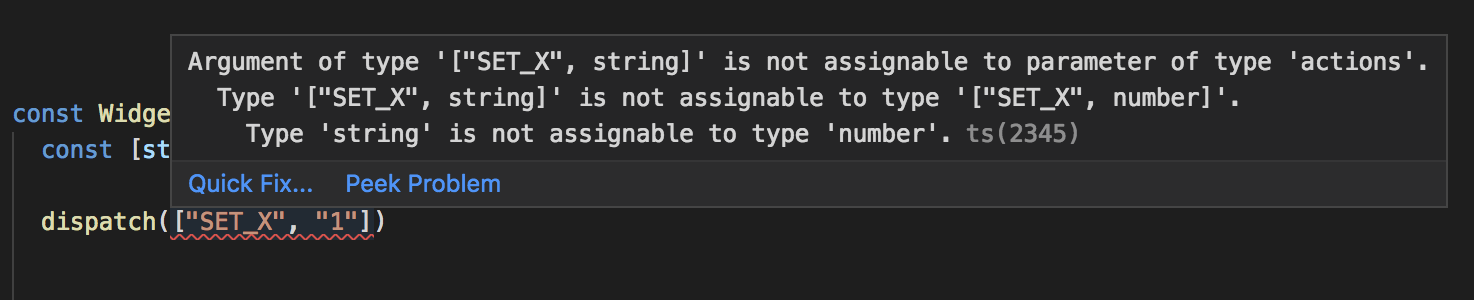 Argument of type '["SET_X", string]' is not assignable to parameter of type 'actions'.
Type '["SET_X", string]' is not assignable to type '["SET_X", number]'.
Type 'string' is not assignable to type 'number'. ts(2345)
Quick Fix... Peek Problem
const Widge
const [st
dispatch(["SET_X", "1"])